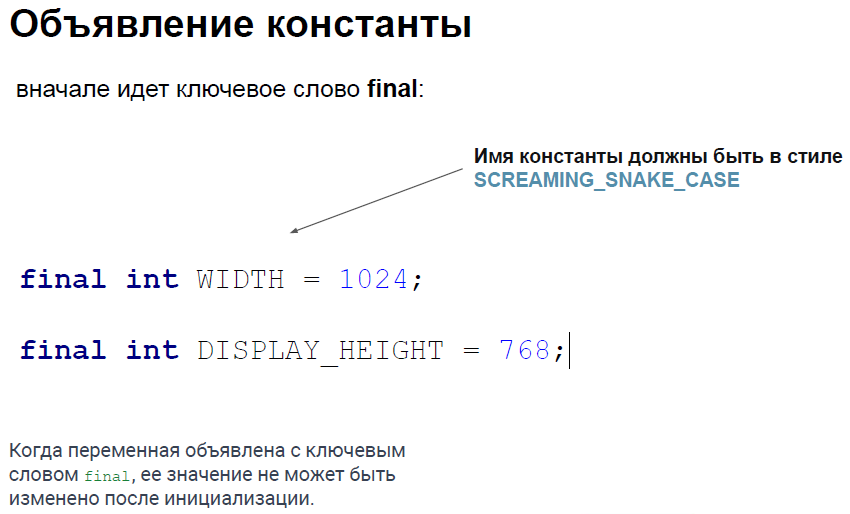 Объявление константы
вначале идет ключевое слово final:
Имя константы должны быть в стиле
SCREAMING_SNAKE_CASE
final int WIDTH = 1024;
final int DISPLAY_HEIGHT = 768;
Когда переменная объявлена с ключевым
словом final, ее значение не может быть
изменено после инициализации.